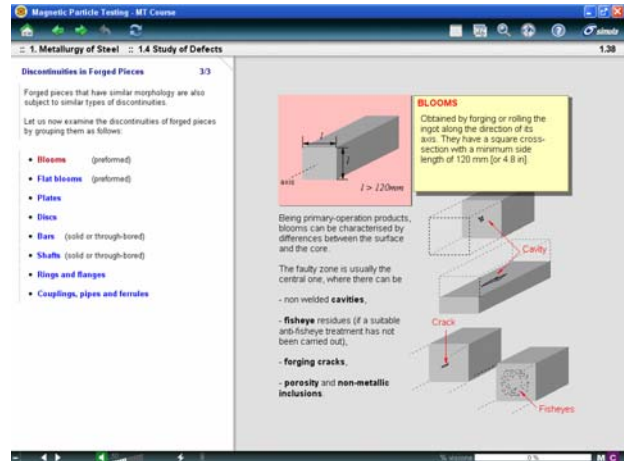 Magnetic Particle Testing - MT Course
simula
:: 1. Metallurgy of Steel :: 1.4 Study of Defects
1.38
Discontinuities in Forged Pieces 3/3
Forged pieces that have similar morphology are also
subject to similar types of discontinuities.
Let us now examine the discontinuities of forged pieces
by grouping them as follows:
• Blooms (preformed)
• Flat blooms (preformed)
• Plates
• Discs
• Bars (solid or through-bored)
• Shafts (solid or through-bored)
• Rings and flanges
• Couplings, pipes and ferrules
l
l
axis
l > 120mm
BLOOMS
Obtained by forging or rolling the
ingot along the direction of its
axis. They have a square cross-
section with a minimum side
length of 120 mm [or 4.8 in].
Being primary-operation products,
blooms can be characterised by
differences between the surface
and the core.
The faulty zone is usually the
central one, where there can be
- non welded cavities,
- fisheye residues (if a suitable
anti-fisheye treatment has not
been carried out),
- forging cracks,
- porosity and non-metallic
inclusions.
Cavity
Crack
Fisheyes
% visione
0 %
M C